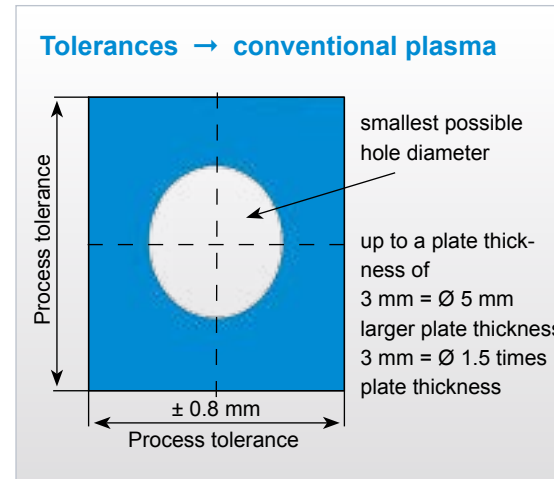 Tolerances → conventional plasma
smallest possible
hole diameter
Process tolerance
up to a plate thick-
ness of
3 mm = Ø 5 mm
larger plate thickness
3 mm = Ø 1.5 times
plate thickness
± 0.8 mm
Process tolerance